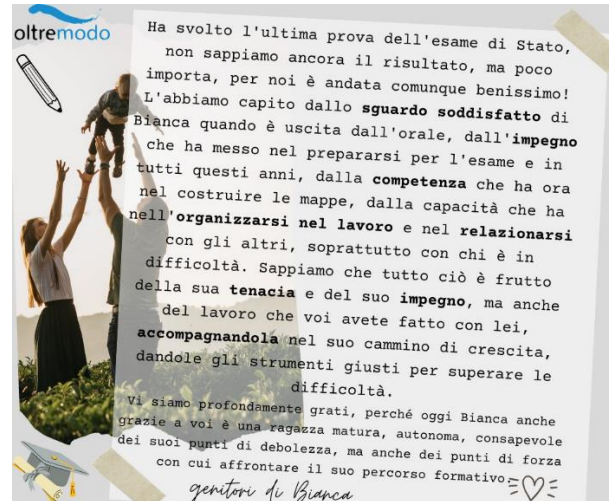 oltremodo
Ha svolto l'ultima prova dell'esame di Stato,
non sappiamo ancora il risultato, ma poco
importa, per noi è andata comunque benissimo!
L'abbiamo capito dallo sguardo soddisfatto di
Bianca quando è uscita dall'orale, dall'impegno
che ha messo nel prepararsi per l'esame e in
tutti questi anni, dalla competenza che ha ora
nel costruire le mappe, dalla capacità che ha
nell'organizzarsi nel lavoro e nel relazionarsi
con gli altri, soprattutto con chi è in
difficoltà. Sappiamo che tutto ciò è frutto
della sua tenacia e del suo impegno, ma anche
del lavoro che voi avete fatto con lei,
accompagnandola nel suo cammino di crescita,
dandole gli strumenti giusti per superare le
difficoltà.
Vi siamo profondamente grati, perché oggi Bianca anche
grazie a voi è una ragazza matura, autonoma, consapevole
dei suoi punti di debolezza, ma anche dei punti di forza
con cui affrontare il suo percorso formativo.
genitori di Bianca